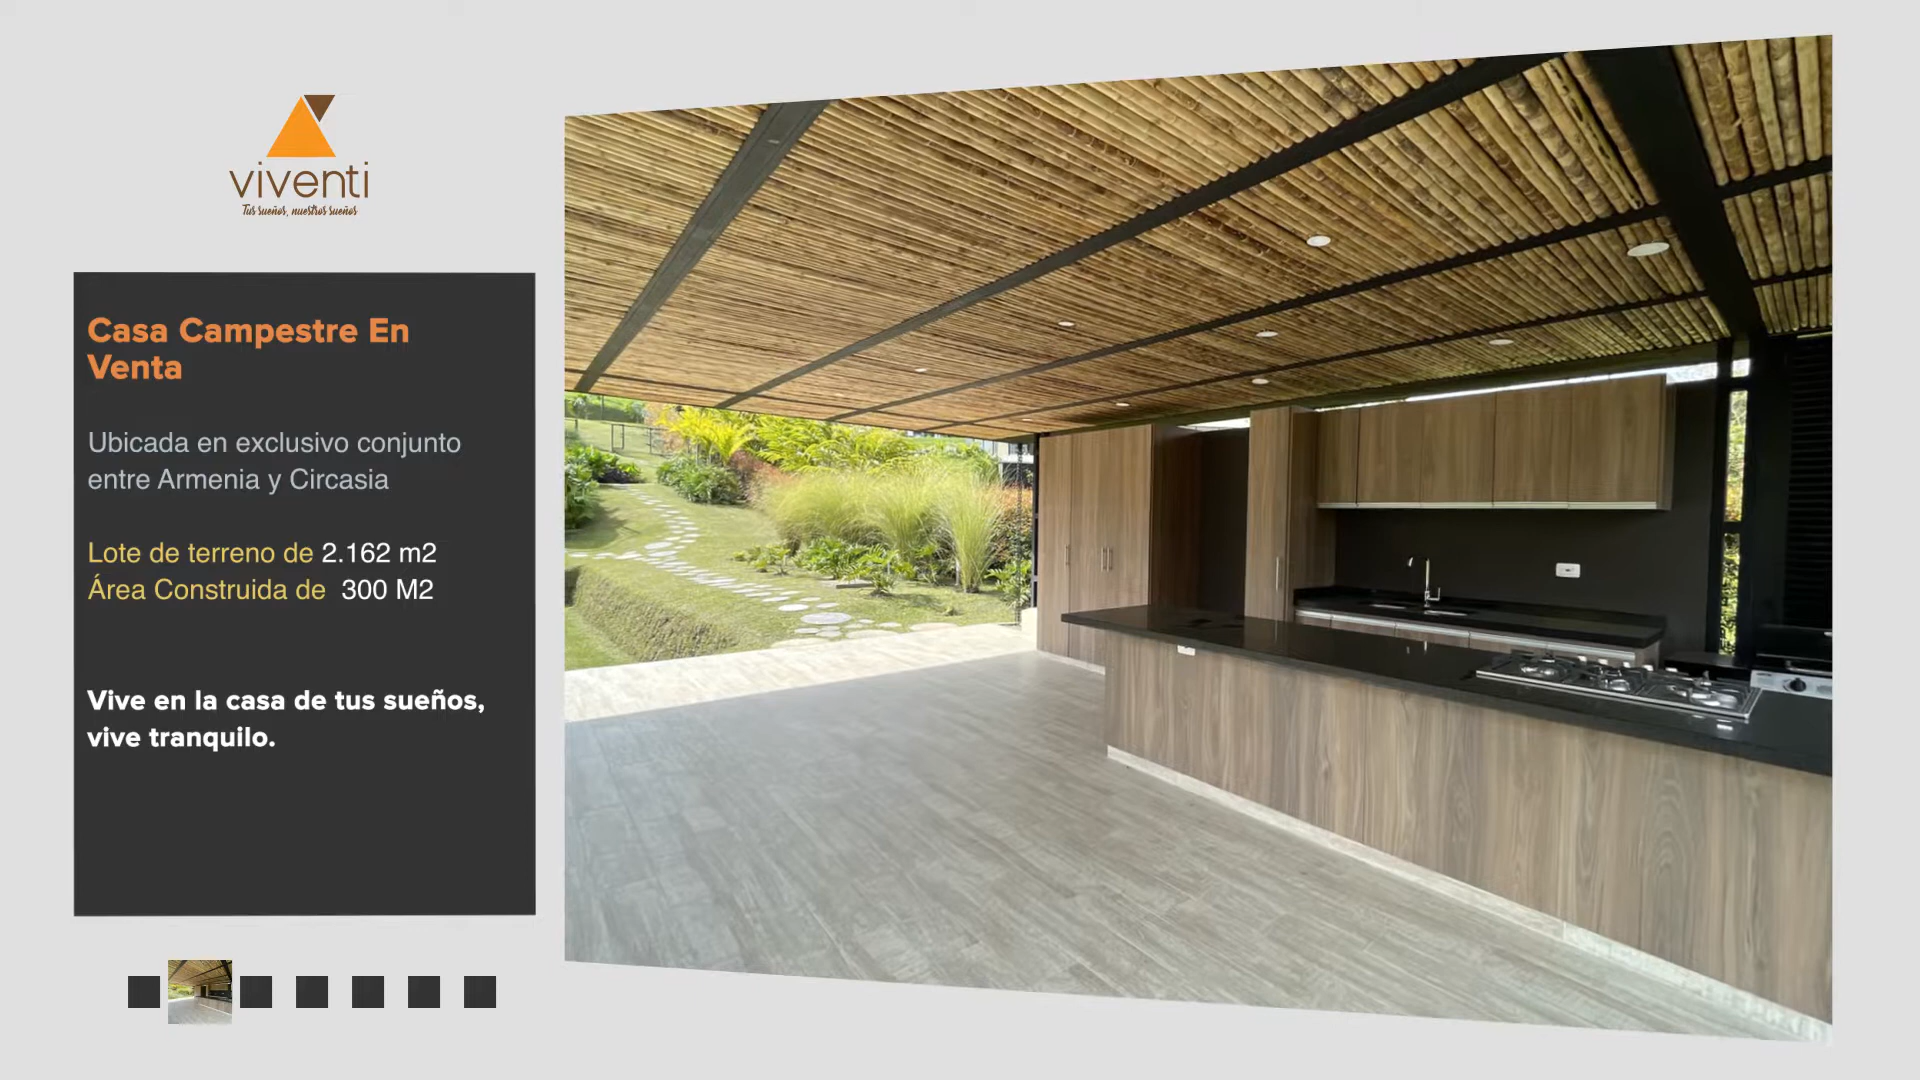 viventi
Tus sueños, nuestros sueños
Casa Campestre En
Venta
Ubicada en exclusivo conjunto
entre Armenia y Circasia
Lote de terreno de 2.162 m2
Área Construida de  300 M2
Vive en la casa de tus sueños,
vive tranquilo.